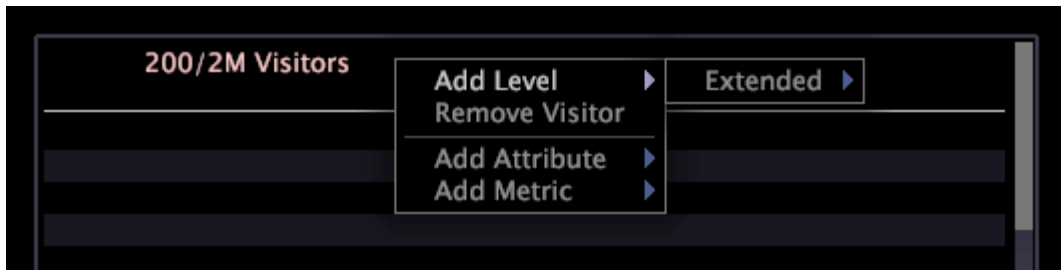 200/2M Visitors
Add Level
Extended
Remove Visitor
Add Attribute
Add Metric